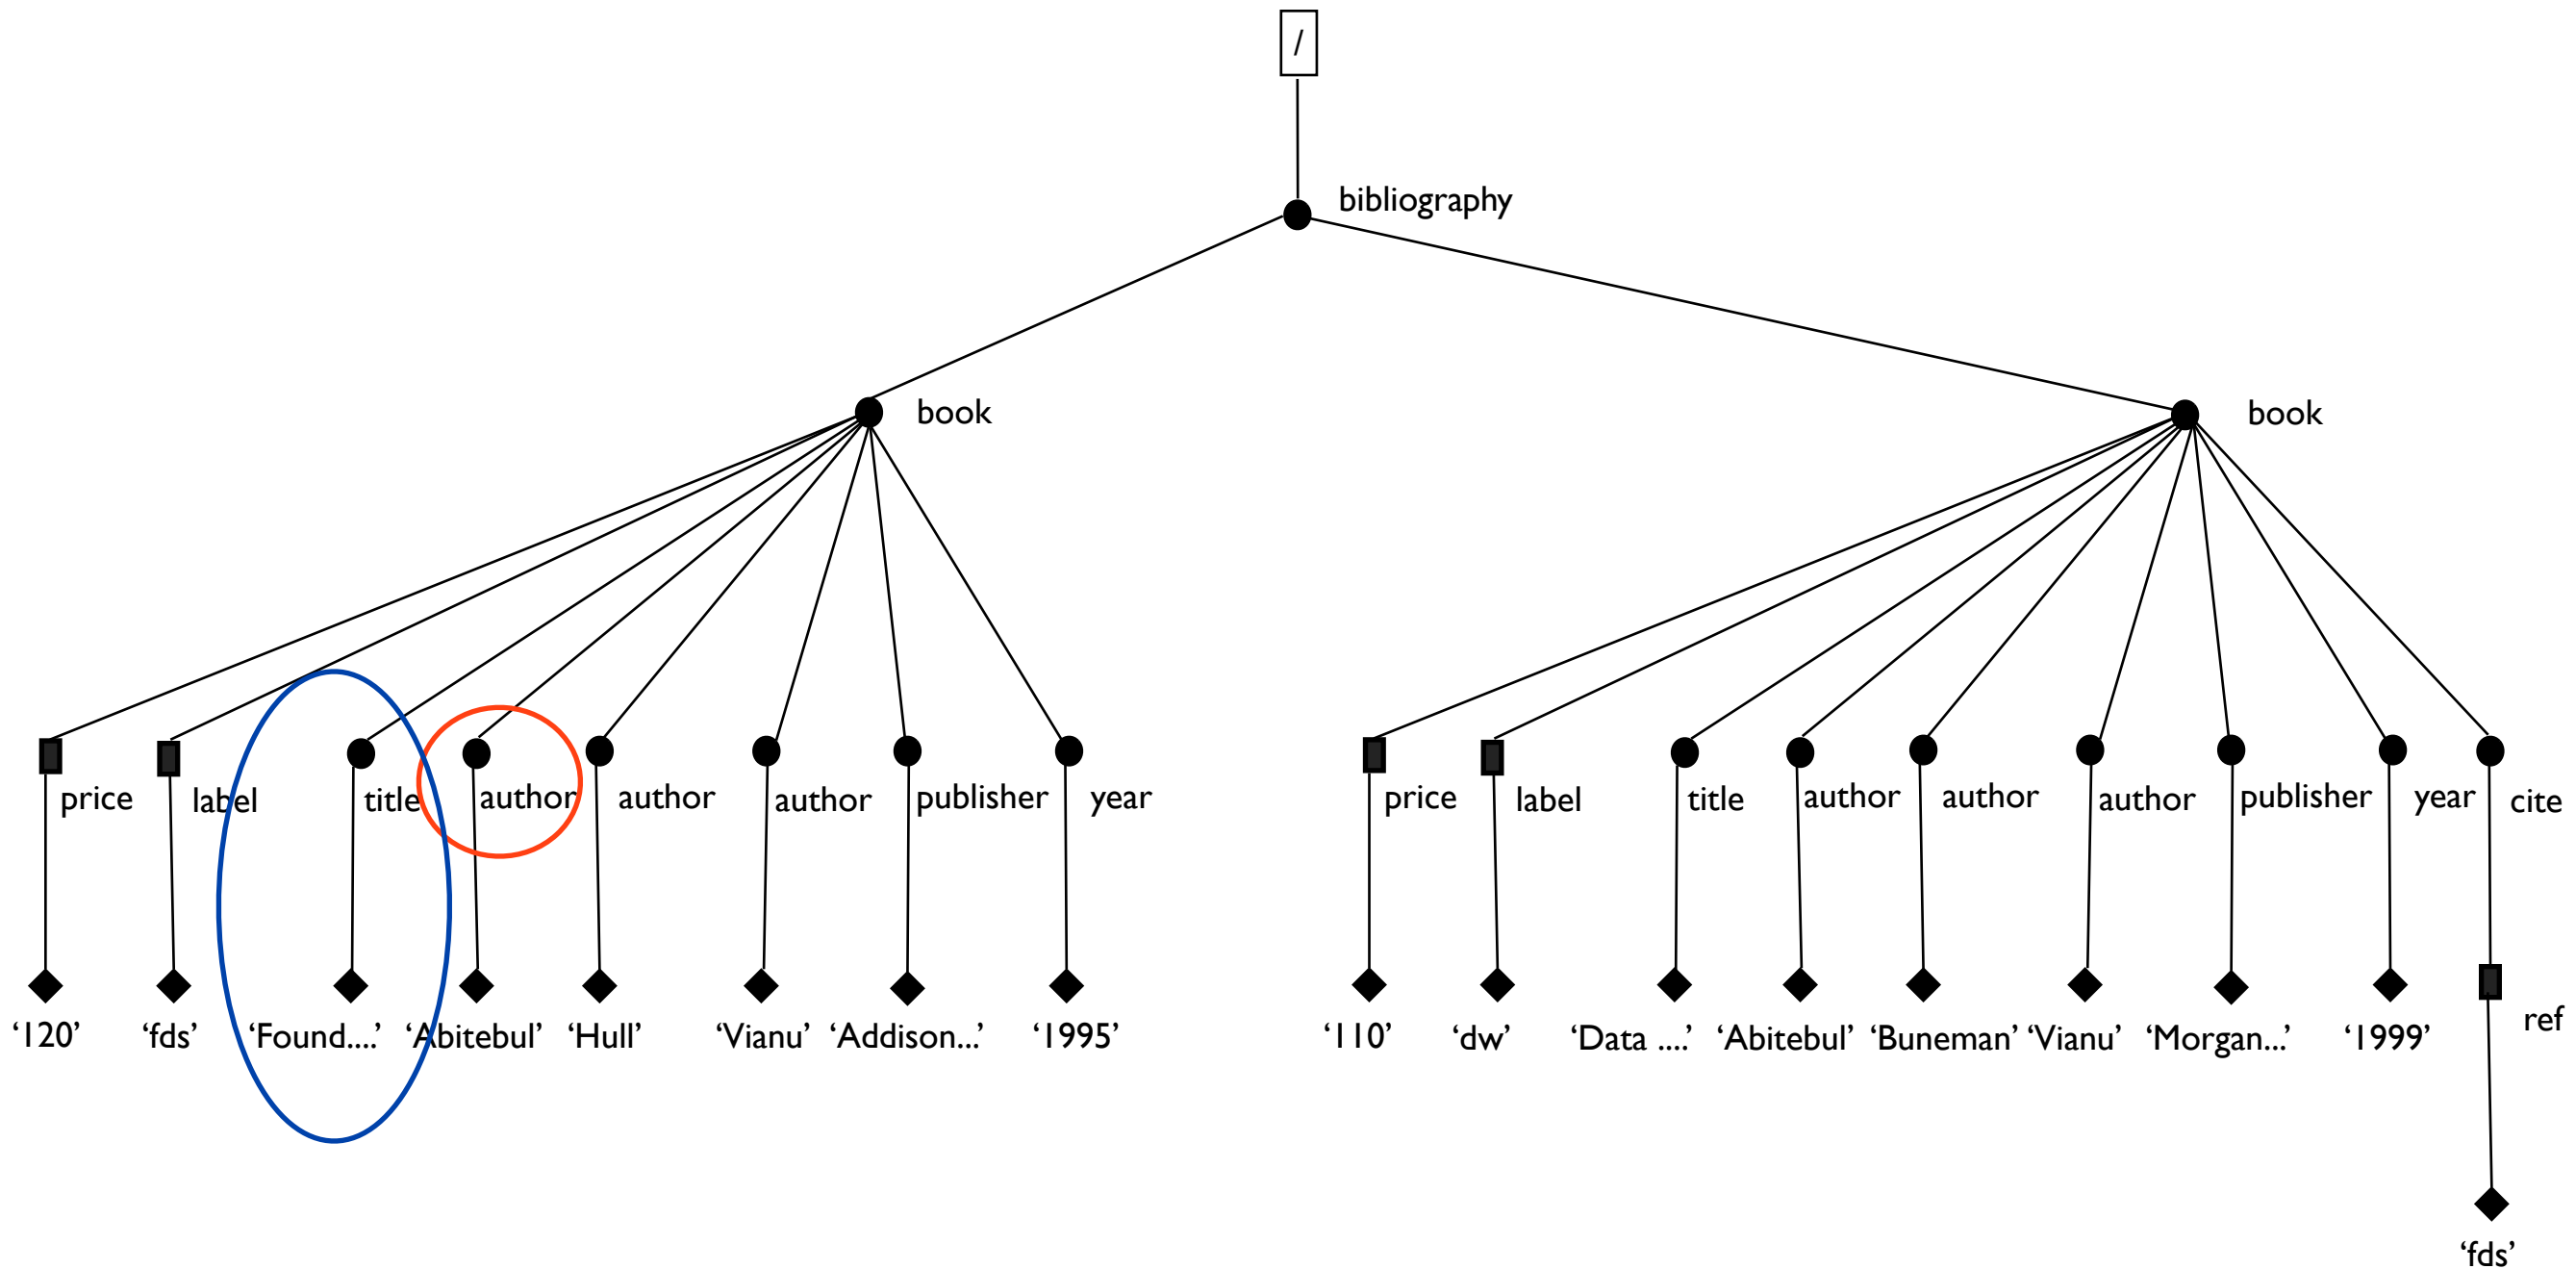 /
bibliography
book book
price label title author author author publisher year price label title author author author publisher year cite
‘120’ ‘fds’ ‘Found....’ ‘Abitebul’ ‘Hull’ ‘Vianu’ ‘Addison...’ ‘1995’ ‘110’ ‘dw’ ‘Data ....’ ‘Abitebul’ ‘Buneman’ ‘Vianu’ ‘Morgan...’ ‘1999’ ref
‘fds’